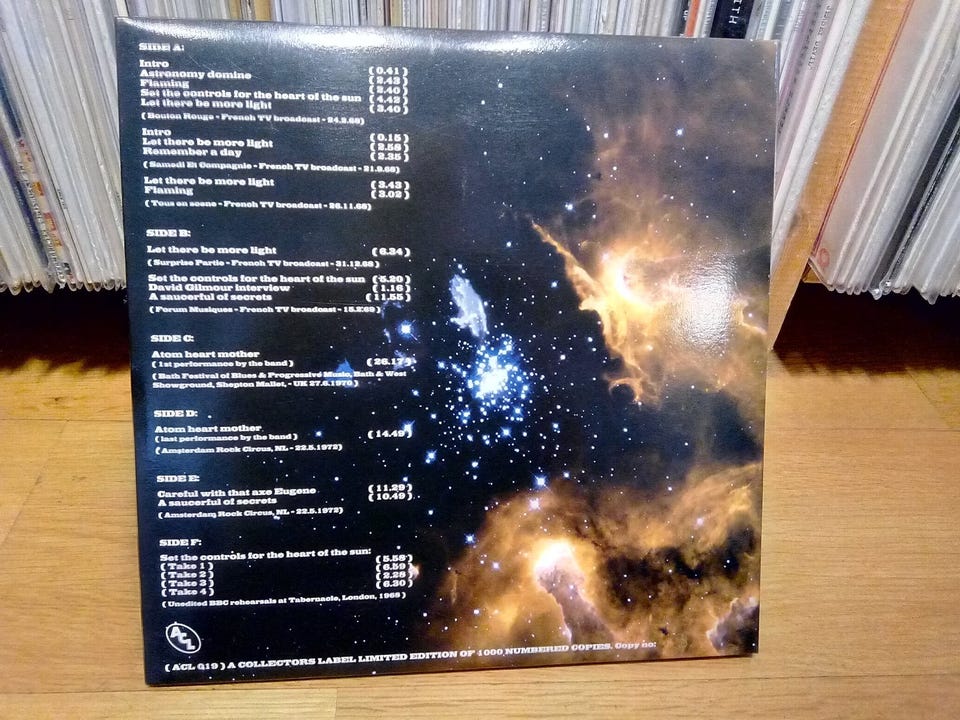 SIDE A:
Intro ( 0.41 )
Astronomy domine ( 2.43 )
Flaming ( 2.40 )
Set the controls for the heart of the sun ( 4.42 )
Let there be more light ( 3.40 )
( Bouton Rouge - French TV broadcast - 24.2.68)
Intro ( 0.15 )
Let there be more light ( 2.58 )
Remember a day ( 2.35 )
( Samedi Et Compagnie - French TV broadcast - 21.9.68)
Let there be more light ( 3.43 )
Flaming ( 3.02 )
( Tous en scene - French TV broadcast - 26.11.68)
SIDE B:
Let there be more light ( 6.34 )
( Surprise Partie - French TV broadcast - 31.12.68 )
Set the controls for the heart of the sun ( 5.20 )
David Gilmour interview ( 1.16 )
A saucerful of secrets ( 11.55 )
( Forum Musiques - French TV broadcast - 15.2.69 )
SIDE C:
Atom heart mother
( 1st performance by the band ) ( 26.17 )
( Bath Festival of Blues & Progressive Music, Bath & West
Showground, Shepton Mallet, - UK 27.6.1970 )
SIDE D:
Atom heart mother
( last performance by the band ) ( 14.49 )
( Amsterdam Rock Circus, NL - 22.5.1972)
SIDE E:
Careful with that axe Eugene ( 11.29 )
A saucerful of secrets ( 10.49 )
( Amsterdam Rock Circus, NL - 22.5.1972)
SIDE F:
Set the controls for the heart of the sun:
( Take 1 ) ( 5.58 )
( Take 2 ) ( 6.59 )
( Take 3 ) ( 2.28 )
( Take 4 ) ( 6.30 )
( Unedited BBC rehearsals at Tabernacle, London, 1968 )
ACL
( ACL 019 ) A COLLECTORS LABEL LIMITED EDITION OF 1000 NUMBERED COPIES. Copy no: